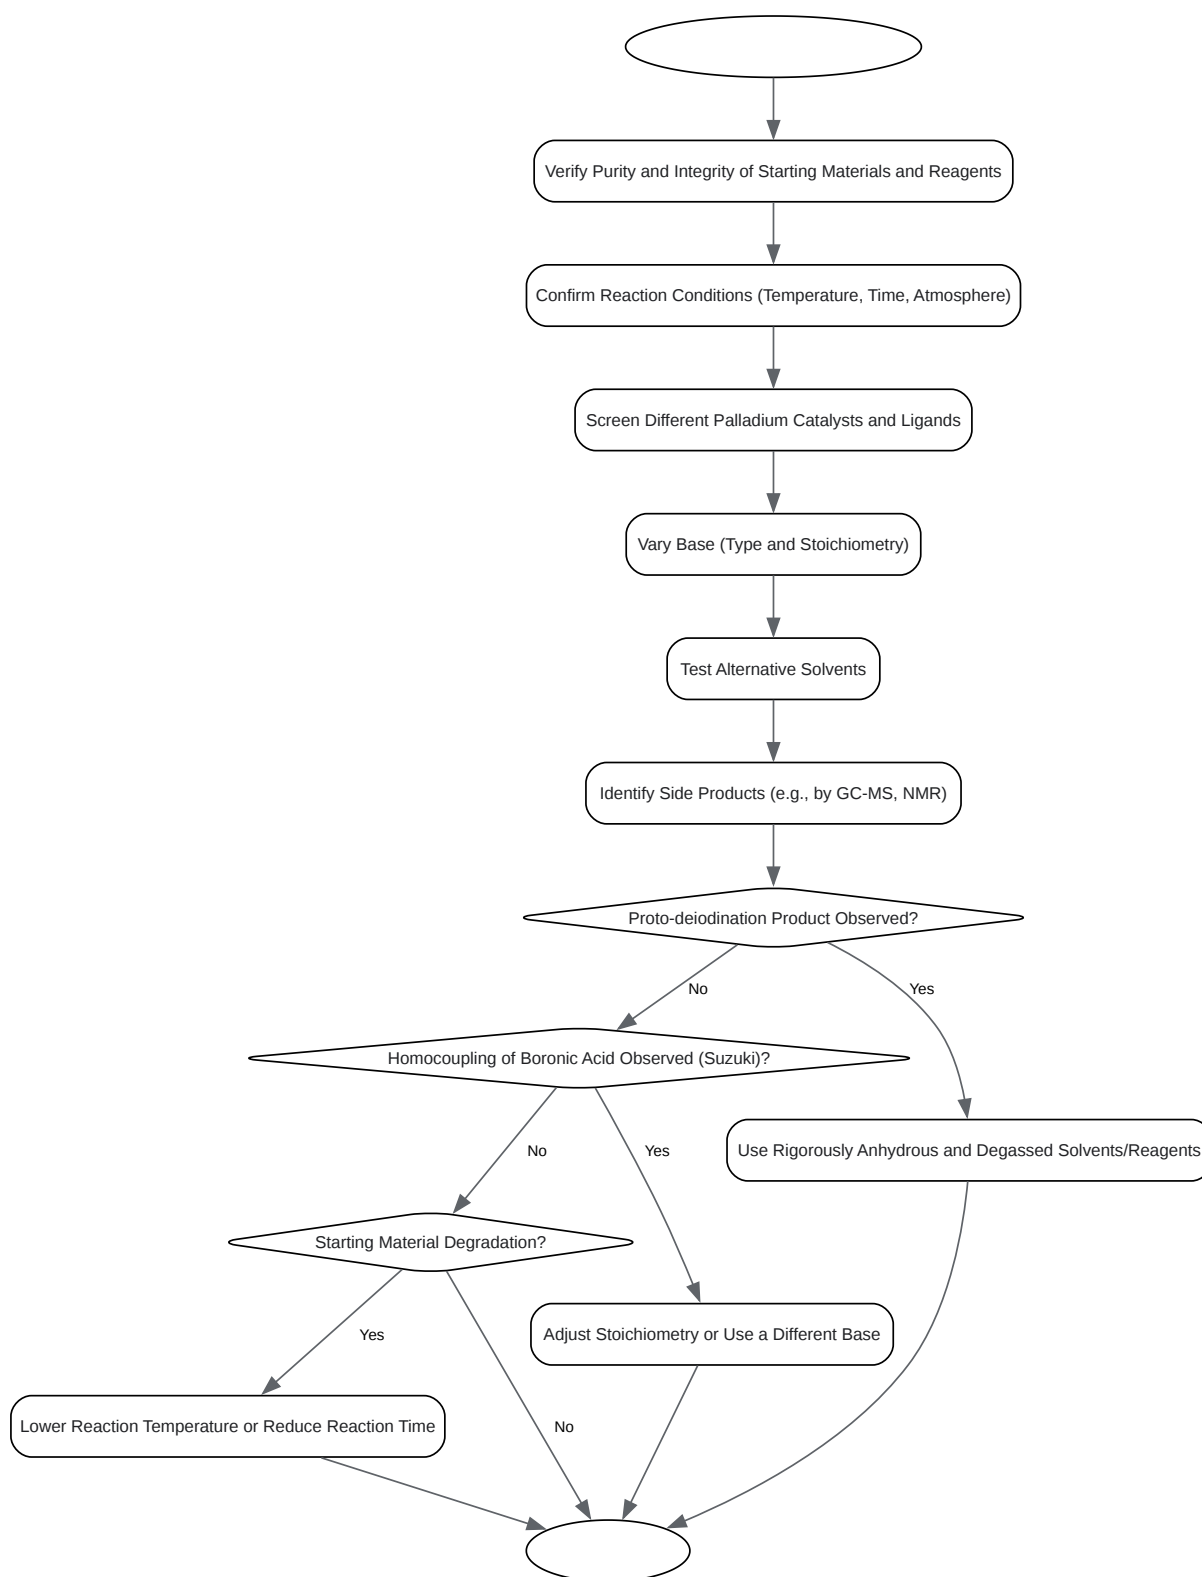 Verify Purity and Integrity of Starting Materials and Reagents
Confirm Reaction Conditions (Temperature, Time, Atmosphere)
Screen Different Palladium Catalysts and Ligands
Vary Base (Type and Stoichiometry)
Test Alternative Solvents
Identify Side Products (e.g., by GC-MS, NMR)
Proto-deiodination Product Observed?
No
Yes
Homocoupling of Boronic Acid Observed (Suzuki)?
No
Yes
Use Rigorously Anhydrous and Degassed Solvents/Reagents
Starting Material Degradation?
Yes
Adjust Stoichiometry or Use a Different Base
Lower Reaction Temperature or Reduce Reaction Time
No